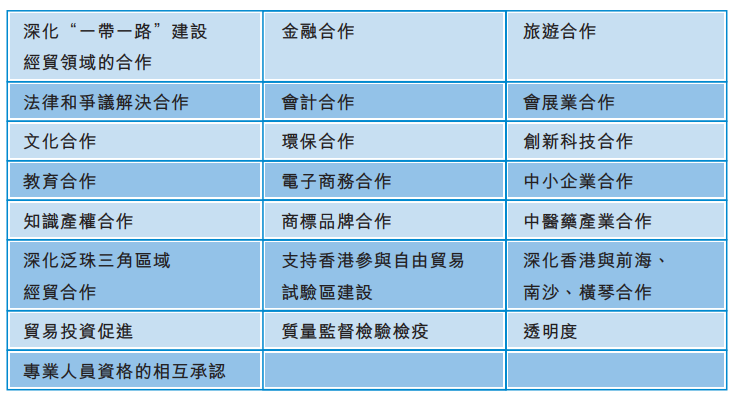 深化“一帶一路”建設
經貿領域的合作
金融合作
旅遊合作
法律和爭議解決合作
會計合作
會展業合作
文化合作
環保合作
創新科技合作
教育合作
電子商務合作
中小企業合作
知識產權合作
商標品牌合作
中醫藥產業合作
深化泛珠三角區域
經貿合作
支持香港參與自由貿易
試驗區建設
深化香港與前海、
南沙、橫琴合作
貿易投資促進
質量監督檢驗檢疫
透明度
專業人員資格的相互承認